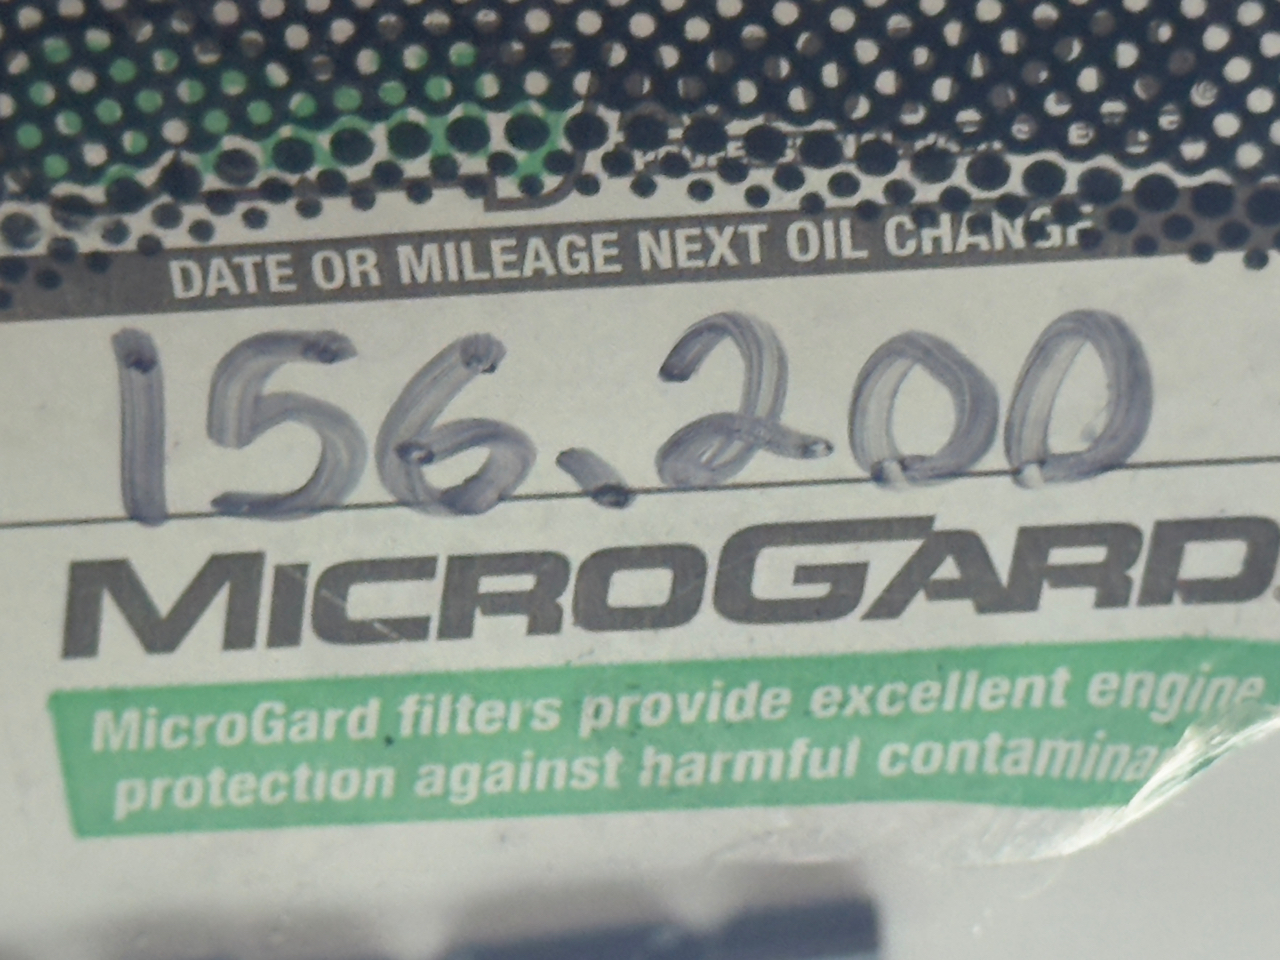 DATE OR MILEAGE NEXT OIL CHANGE
156,200
MICROGARD
MicroGard filters provide excellent engine
protection against harmful